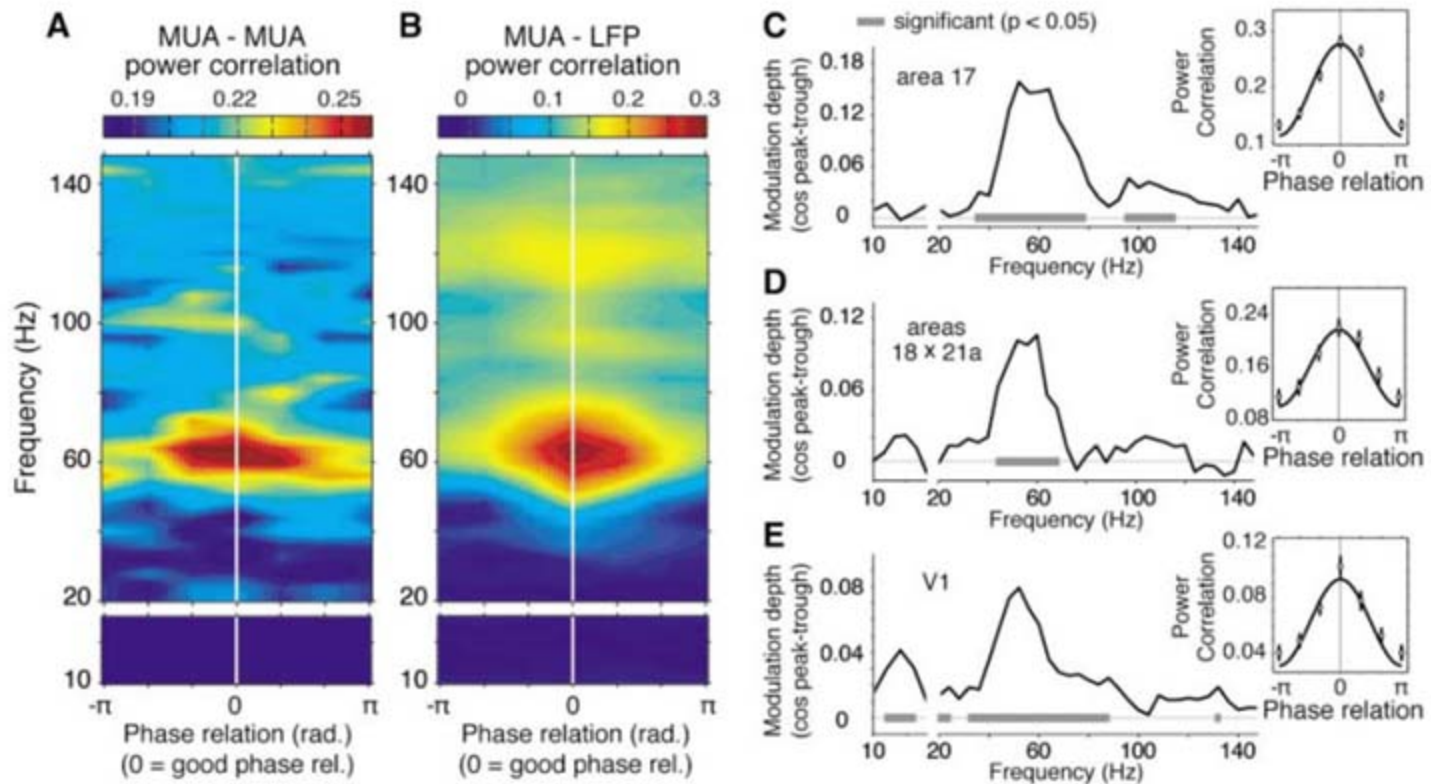 A
MUA - MUA
power correlation
0.19 0.22 0.25
140
100
60
20
10
Frequency (Hz)
-π 0 π
Phase relation (rad.)
(0 = good phase rel.)
B
MUA - LFP
power correlation
0 0.1 0.2 0.3
140
100
60
20
10
-π 0 π
Phase relation (rad.)
(0 = good phase rel.)
C
significant (p < 0.05)
area 17
Modulation depth
(cos peak-trough)
0.18
0.12
0.06
0
10 20 60 100 140
Frequency (Hz)
Power
Correlation
0.3
0.2
0.1
-π 0 π
Phase relation
D
areas
18 x 21a
Modulation depth
(cos peak-trough)
0.12
0.06
0
10 20 60 100 140
Frequency (Hz)
Power
Correlation
0.24
0.16
0.08
-π 0 π
Phase relation
E
V1
Modulation depth
(cos peak-trough)
0.08
0.04
0
10 20 60 100 140
Frequency (Hz)
Power
Correlation
0.12
0.08
0.04
-π 0 π
Phase relation